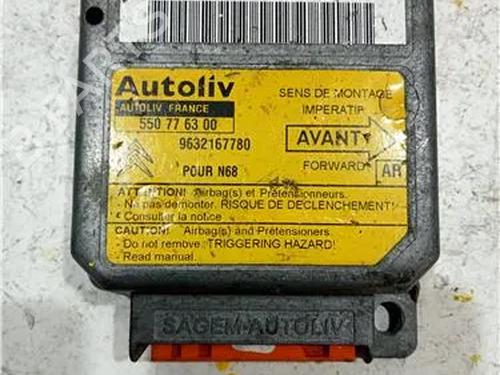 Autoliv
AUTOLIV FRANCE
550 77 63 00
9632167780
POUR N68
SENS DE MONTAGE
IMPERATIF
AVANT
FORWARD
AR
ATTENTION! Airbag(s) et Prétensionneurs.
- Ne pas démonter. RISQUE DE DECLENCHEMENT!
- Consulter la notice
CAUTION! Airbag(s) and Pretensioners.
- Do not remove. TRIGGERING HAZARD!
- Read manual.
SAGEM-AUTOLIV